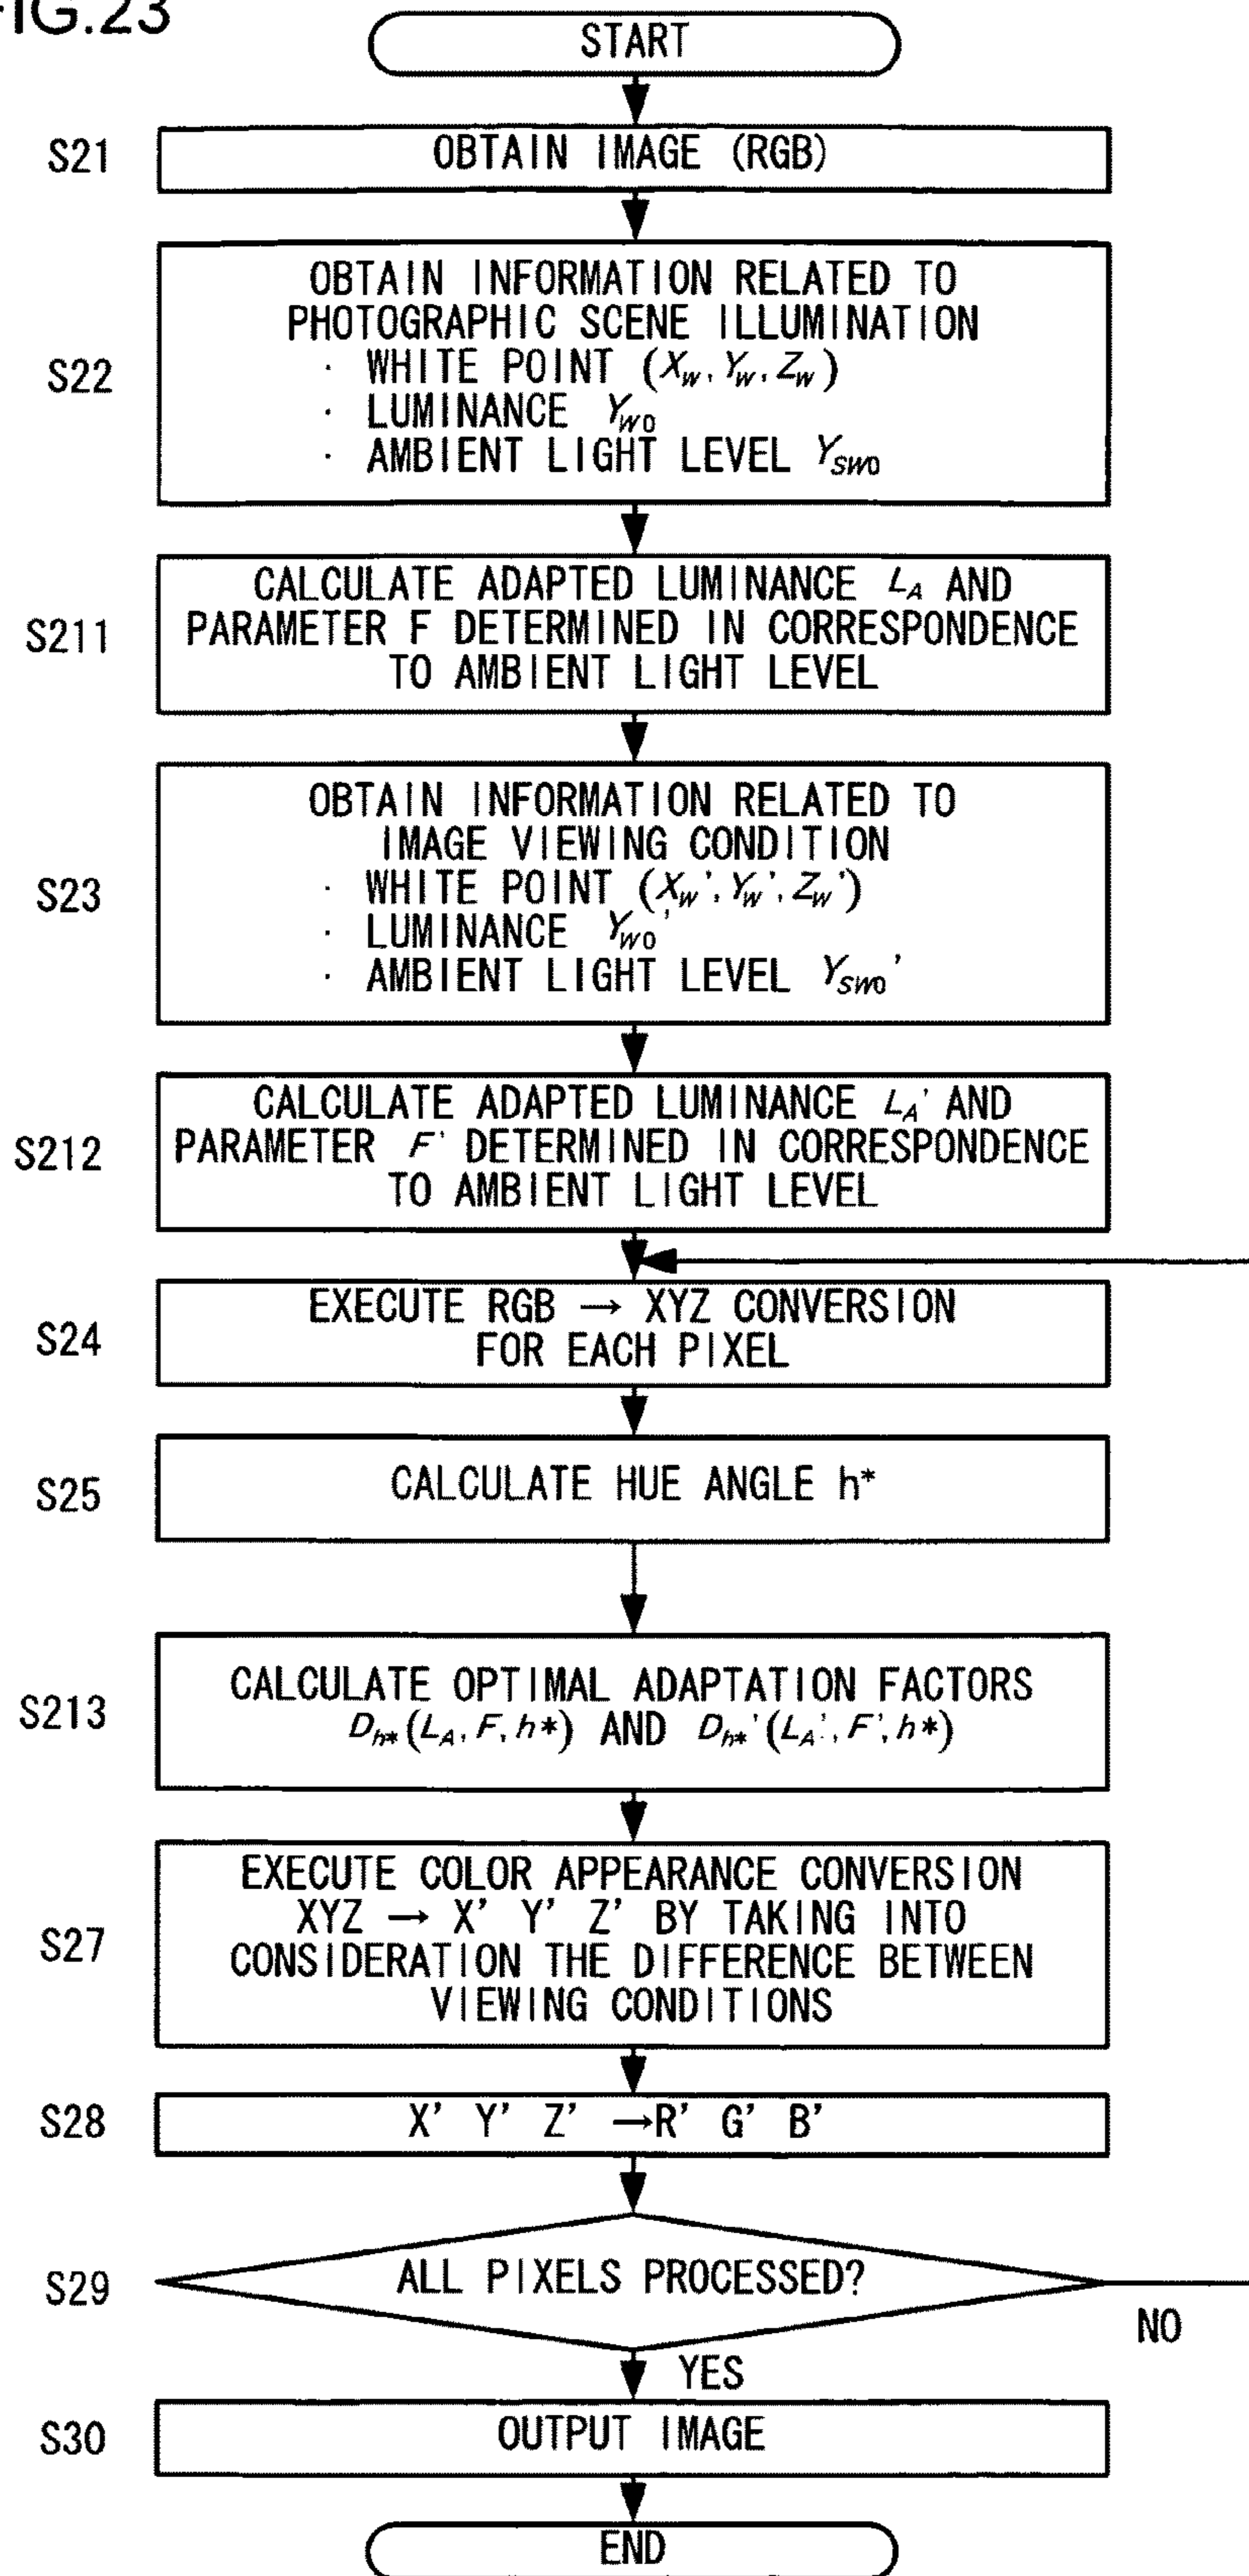 FIG.23
START
S21
OBTAIN IMAGE (RGB)
S22
OBTAIN INFORMATION RELATED TO
PHOTOGRAPHIC SCENE ILLUMINATION
· WHITE POINT (Xw, Yw, Zw)
· LUMINANCE Yw0
· AMBIENT LIGHT LEVEL Ysw0
S211
CALCULATE ADAPTED LUMINANCE LA AND
PARAMETER F DETERMINED IN CORRESPONDENCE
TO AMBIENT LIGHT LEVEL
S23
OBTAIN INFORMATION RELATED TO
IMAGE VIEWING CONDITION
· WHITE POINT (Xw', Yw', Zw')
· LUMINANCE Yw0'
· AMBIENT LIGHT LEVEL Ysw0'
S212
CALCULATE ADAPTED LUMINANCE LA' AND
PARAMETER F' DETERMINED IN CORRESPONDENCE
TO AMBIENT LIGHT LEVEL
S24
EXECUTE RGB → XYZ CONVERSION
FOR EACH PIXEL
S25
CALCULATE HUE ANGLE h*
S213
CALCULATE OPTIMAL ADAPTATION FACTORS
Dh*(LA, F, h*) AND Dh*'(LA', F', h*)
S27
EXECUTE COLOR APPEARANCE CONVERSION
XYZ → X' Y' Z' BY TAKING INTO
CONSIDERATION THE DIFFERENCE BETWEEN
VIEWING CONDITIONS
S28
X' Y' Z' →R' G' B'
S29
ALL PIXELS PROCESSED?
NO
YES
S30
OUTPUT IMAGE
END